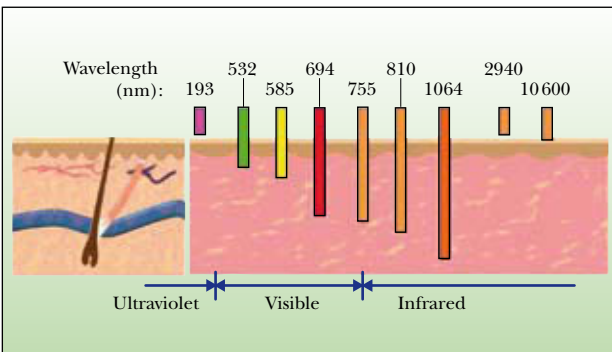 Wavelength
(nm):
532 694 810 2940
193 585 755 1064 10 600
Ultraviolet Visible Infrared